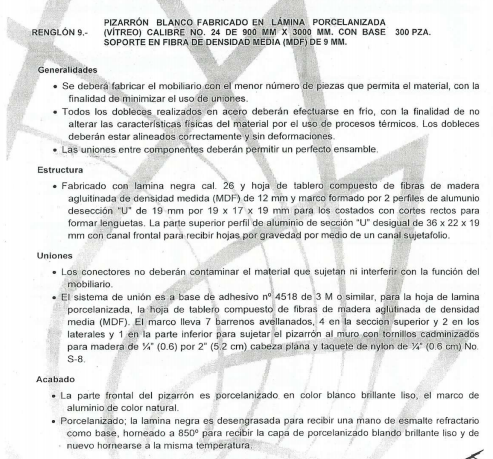 PIZARRÓN BLANCO FABRICADO EN LÁMINA PORCELANIZADA
RENGLÓN 9.- (VÍTREO) CALIBRE No. 24 DE 900 MM X 3000 MM. CON BASE 300 PZA.
SOPORTE EN FIBRA DE DENSIDAD MEDIA (MDF) DE 9 MM.
Generalidades
• Se deberá fabricar el mobiliario con el menor número de piezas que permita el material, con la
finalidad de minimizar el uso de uniones.
• Todos los dobleces realizados en acero deberán efectuarse en frío, con la finalidad de no
alterar las características físicas del material por el uso de procesos térmicos. Los dobleces
deberán estar alineados correctamente y sin deformaciones.
• Las uniones entre componentes deberán permitir un perfecto ensamble.
Estructura
• Fabricado con lamina negra cal. 26 y hoja de tablero compuesto de fibras de madera
aglutinada de densidad medida (MDF) de 12 mm y marco formado por 2 perfiles de alumunio
desección "U" de 19 mm por 19 x 17 x 19 mm para los costados con cortes rectos para
formar lenguetas. La parte superior perfil de aluminio de sección "U" desigual de 36 x 22 x 19
mm con canal frontal para recibir hojas por gravedad por medio de un canal sujetafolio.
Uniones
• Los conectores no deberán contaminar el material que sujetan ni interferir con la función del
mobiliario.
• El sistema de unión es a base de adhesivo nº 4518 de 3 M o similar, para la hoja de lamina
porcelanizada, la hoja de tablero compuesto de fibras de madera aglutinada de densidad
media (MDF). El marco lleva 7 barrenos avellanados, 4 en la seccion superior y 2 en los
laterales y 1 en la parte inferior para sujetar el pizarrón al muro con tornillos cadminizados
para madera de ¼" (0.6) por 2" (5.2 cm) cabeza plana y taquete de nylon de ¼" (0.6 cm) No.
S-8.
Acabado
• La parte frontal del pizarrón es porcelanizado en color blanco brillante liso, el marco de
aluminio de color natural.
• Porcelanizado; la lamina negra es desengrasada para recibir una mano de esmalte refractario
como base, horneado a 850º para recibir la capa de porcelanizado blando brillante liso y de
nuevo hornearse a la misma temperatura.